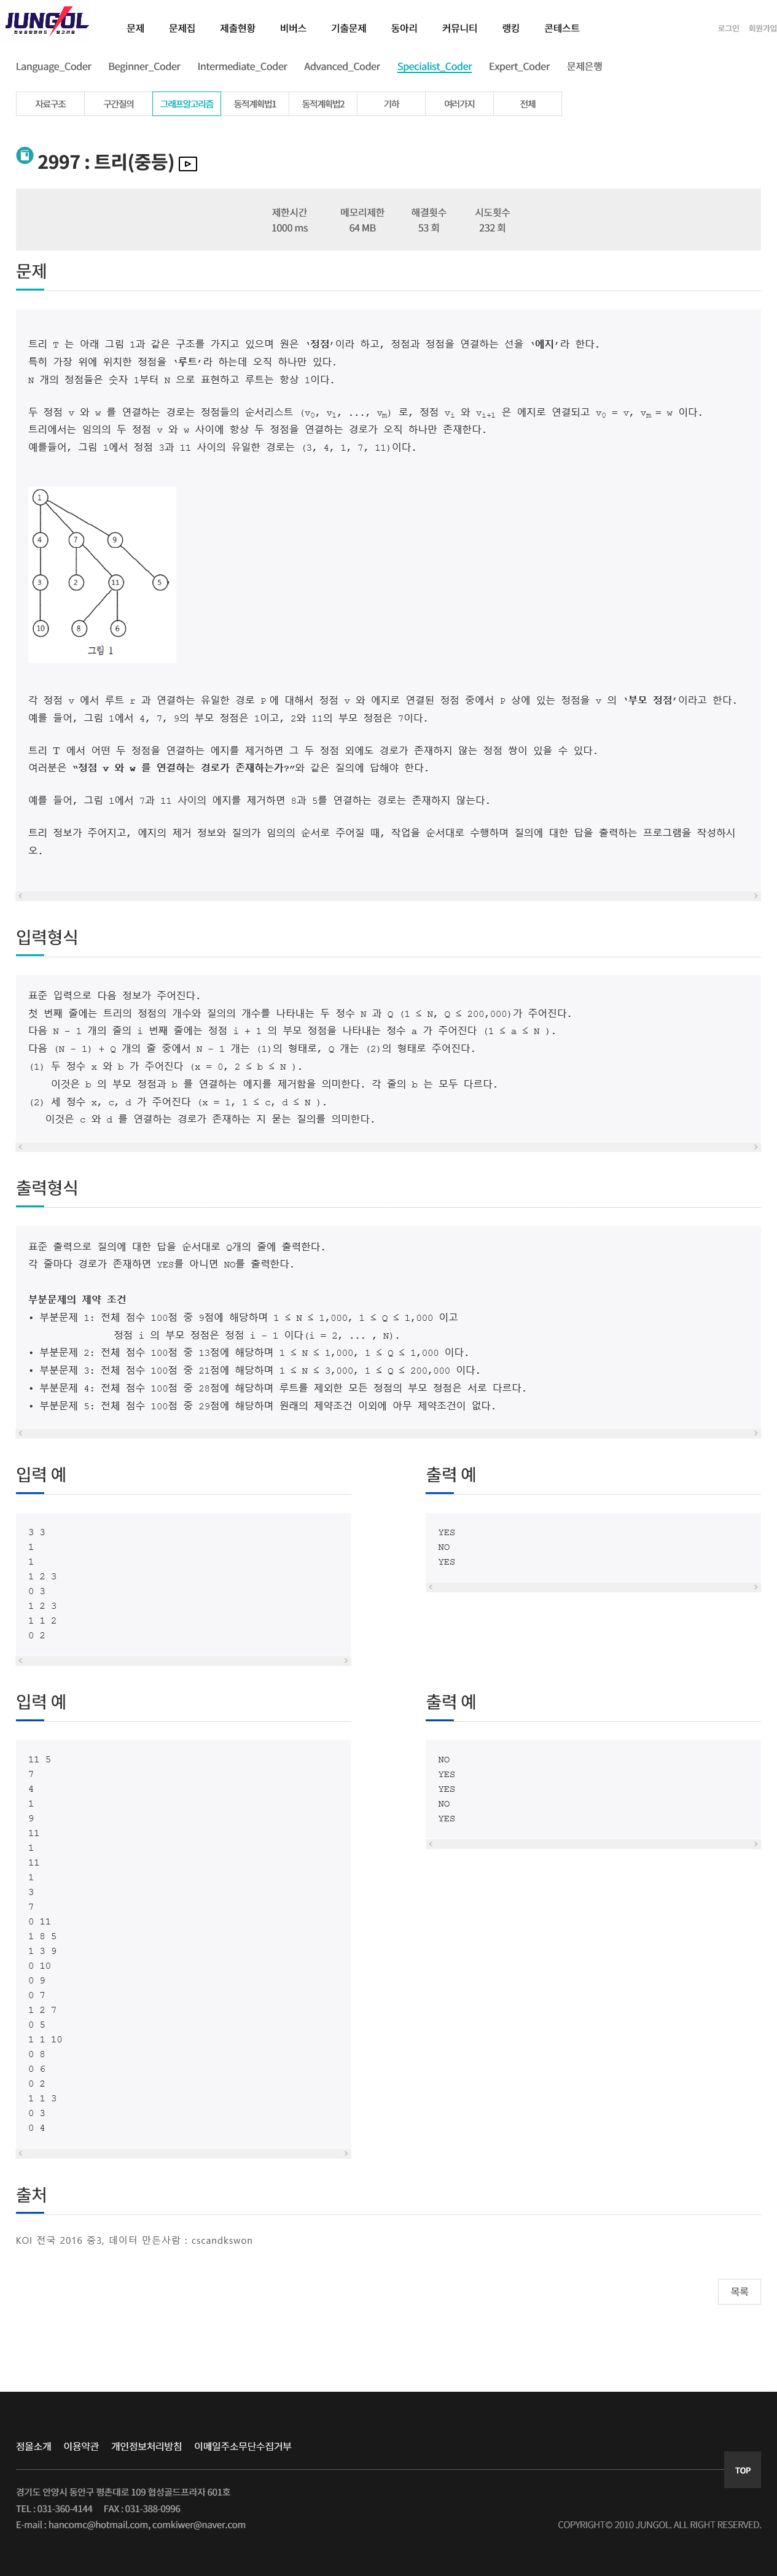 JUNGOL
정보올림피아드 & 알고리즘
문제 문제집 제출현황 비버스 기출문제 동아리 커뮤니티 랭킹 콘테스트
로그인 회원가입
Language_Coder Beginner_Coder Intermediate_Coder Advanced_Coder Specialist_Coder Expert_Coder 문제은행
자료구조 구간질의 그래프알고리즘 동적계획법1 동적계획법2 기하 여러가지 전체
2997 : 트리(중등)
제한시간 메모리제한 해결횟수 시도횟수
1000 ms 64 MB 53 회 232 회
문제
트리 T 는 아래 그림 1과 같은 구조를 가지고 있으며 원은 ‘정점’이라 하고, 정점과 정점을 연결하는 선을 ‘에지’라 한다.
특히 가장 위에 위치한 정점을 ‘루트’라 하는데 오직 하나만 있다.
N 개의 정점들은 숫자 1부터 N 으로 표현하고 루트는 항상 1이다.
두 정점 v 와 w 를 연결하는 경로는 정점들의 순서리스트 (v0, v1, ..., vm) 로, 정점 vi 와 vi+1 은 에지로 연결되고 v0 = v, vm = w 이다.
트리에서는 임의의 두 정점 v 와 w 사이에 항상 두 정점을 연결하는 경로가 오직 하나만 존재한다.
예를들어, 그림 1에서 정점 3과 11 사이의 유일한 경로는 (3, 4, 1, 7, 11)이다.
1
4 7 9
3 2 11 5
10 8 6
그림 1
각 정점 v 에서 루트 r 과 연결하는 유일한 경로 P 에 대해서 정점 v 와 에지로 연결된 정점 중에서 P 상에 있는 정점을 v 의 ‘부모 정점’이라고 한다.
예를 들어, 그림 1에서 4, 7, 9의 부모 정점은 1이고, 2와 11의 부모 정점은 7이다.
트리 T 에서 어떤 두 정점을 연결하는 에지를 제거하면 그 두 정점 외에도 경로가 존재하지 않는 정점 쌍이 있을 수 있다.
여러분은 “정점 v 와 w 를 연결하는 경로가 존재하는가?”와 같은 질의에 답해야 한다.
예를 들어, 그림 1에서 7과 11 사이의 에지를 제거하면 8과 5를 연결하는 경로는 존재하지 않는다.
트리 정보가 주어지고, 에지의 제거 정보와 질의가 임의의 순서로 주어질 때, 작업을 순서대로 수행하며 질의에 대한 답을 출력하는 프로그램을 작성하시
오.
입력형식
표준 입력으로 다음 정보가 주어진다.
첫 번째 줄에는 트리의 정점의 개수와 질의의 개수를 나타내는 두 정수 N 과 Q (1 ≤ N, Q ≤ 200,000)가 주어진다.
다음 N - 1 개의 줄의 i 번째 줄에는 정점 i + 1 의 부모 정점을 나타내는 정수 a 가 주어진다 (1 ≤ a ≤ N ).
다음 (N - 1) + Q 개의 줄 중에서 N - 1 개는 (1)의 형태로, Q 개는 (2)의 형태로 주어진다.
(1) 두 정수 x 와 b 가 주어진다 (x = 0, 2 ≤ b ≤ N ).
이것은 b 의 부모 정점과 b 를 연결하는 에지를 제거함을 의미한다. 각 줄의 b 는 모두 다르다.
(2) 세 정수 x, c, d 가 주어진다 (x = 1, 1 ≤ c, d ≤ N ).
이것은 c 와 d 를 연결하는 경로가 존재하는 지 묻는 질의를 의미한다.
출력형식
표준 출력으로 질의에 대한 답을 순서대로 Q개의 줄에 출력한다.
각 줄마다 경로가 존재하면 YES를 아니면 NO를 출력한다.
부분문제의 제약 조건
• 부분문제 1: 전체 점수 100점 중 9점에 해당하며 1 ≤ N ≤ 1,000, 1 ≤ Q ≤ 1,000 이고
정점 i 의 부모 정점은 정점 i - 1 이다(i = 2, ... , N).
• 부분문제 2: 전체 점수 100점 중 13점에 해당하며 1 ≤ N ≤ 1,000, 1 ≤ Q ≤ 1,000 이다.
• 부분문제 3: 전체 점수 100점 중 21점에 해당하며 1 ≤ N ≤ 3,000, 1 ≤ Q ≤ 200,000 이다.
• 부분문제 4: 전체 점수 100점 중 28점에 해당하며 루트를 제외한 모든 정점의 부모 정점은 서로 다르다.
• 부분문제 5: 전체 점수 100점 중 29점에 해당하며 원래의 제약조건 이외에 아무 제약조건이 없다.
입력 예
3 3
1
1
1 2 3
0 3
1 2 3
1 1 2
0 2
출력 예
YES
NO
YES
입력 예
11 5
7
4
1
9
11
1
11
1
3
7
0 11
1 8 5
1 3 9
0 10
0 9
0 7
1 2 7
0 5
1 1 10
0 8
0 6
0 2
1 1 3
0 3
0 4
출력 예
NO
YES
YES
NO
YES
출처
KOI 전국 2016 중3, 데이터 만든사람 : cscandkswon
목록
정올소개 이용약관 개인정보처리방침 이메일주소무단수집거부
TOP
경기도 안양시 동안구 평촌대로 109 협성골드프라자 601호
TEL : 031-360-4144 FAX : 031-388-0996
E-mail : hancomc@hotmail.com, comkiwer@naver.com
COPYRIGHT© 2010 JUNGOL. ALL RIGHT RESERVED.